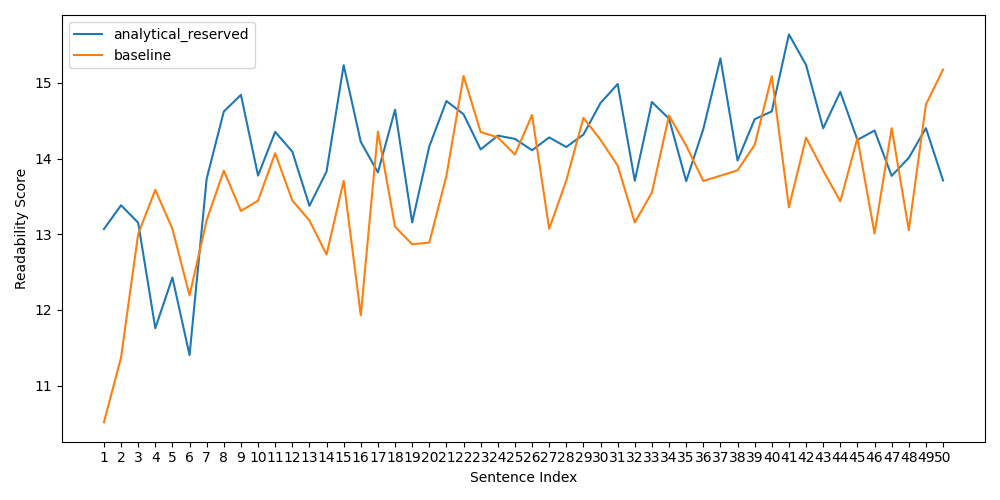 analytical_reserved
baseline
Readability Score
15
14
13
12
11
1 2 3 4 5 6 7 8 9 10 11 12 13 14 15 16 17 18 19 20 21 22 23 24 25 26 27 28 29 30 31 32 33 34 35 36 37 38 39 40 41 42 43 44 45 46 47 48 49 50
Sentence Index